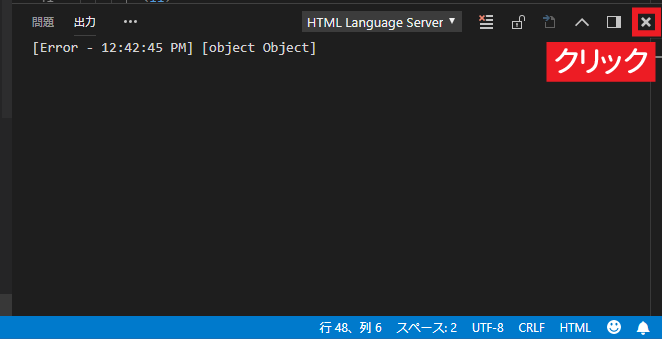 問題 出力 ••• HTML Language Server
[Error - 12:42:45 PM] [object Object]
クリック
行 48、列 6 スペース: 2 UTF-8 CRLF HTML